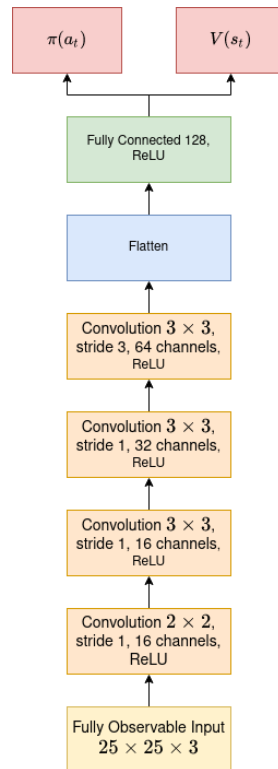 π(a_t)
V(s_t)
Fully Connected 128,
ReLU
Flatten
Convolution 3 × 3,
stride 3, 64 channels,
ReLU
Convolution 3 × 3,
stride 1, 32 channels,
ReLU
Convolution 3 × 3,
stride 1, 16 channels,
ReLU
Convolution 2 × 2,
stride 1, 16 channels,
ReLU
Fully Observable Input
25 × 25 × 3